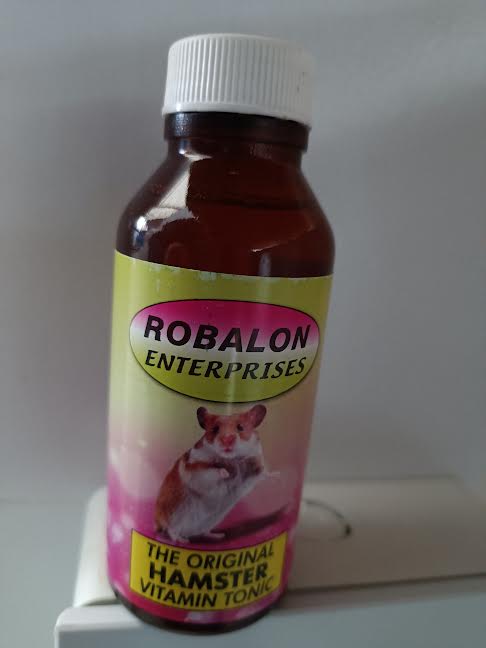 ROBALON
ENTERPRISES
THE ORIGINAL
HAMSTER
VITAMIN TONIC